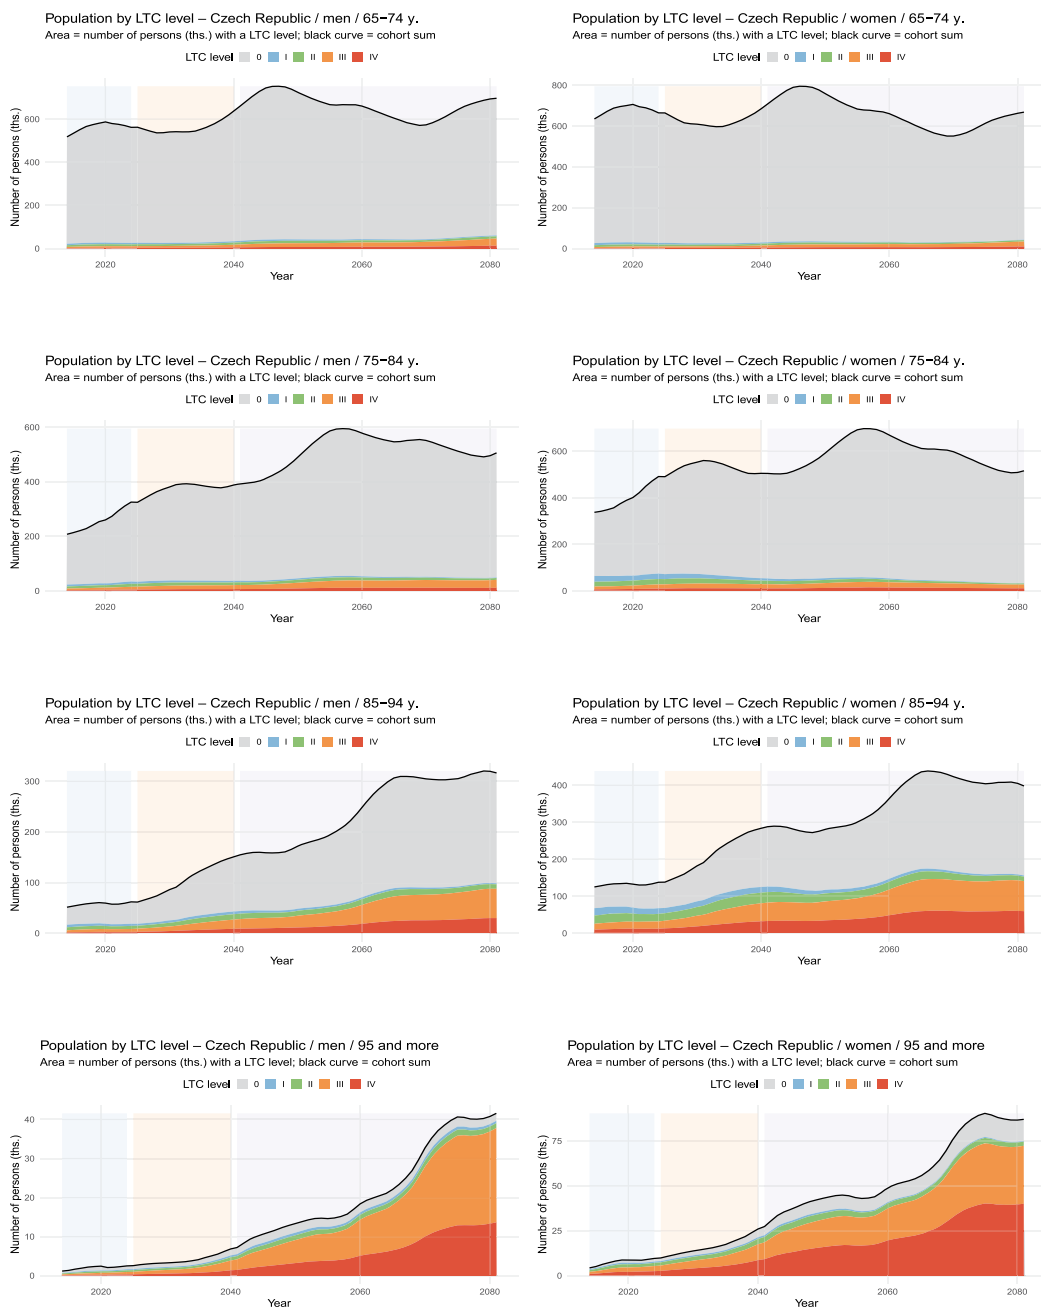 Population by LTC level – Czech Republic / men / 65−74 y.
Area = number of persons (ths.) with a LTC level; black curve = cohort sum
LTC level 0 I II III IV
Number of persons (ths.)
600
400
200
0
2020 2040 2060 2080
Year
Population by LTC level – Czech Republic / women / 65−74 y.
Area = number of persons (ths.) with a LTC level; black curve = cohort sum
LTC level 0 I II III IV
Number of persons (ths.)
800
600
400
200
0
2020 2040 2060 2080
Year
Population by LTC level – Czech Republic / men / 75−84 y.
Area = number of persons (ths.) with a LTC level; black curve = cohort sum
LTC level 0 I II III IV
Number of persons (ths.)
600
400
200
0
2020 2040 2060 2080
Year
Population by LTC level – Czech Republic / women / 75−84 y.
Area = number of persons (ths.) with a LTC level; black curve = cohort sum
LTC level 0 I II III IV
Number of persons (ths.)
600
400
200
0
2020 2040 2060 2080
Year
Population by LTC level – Czech Republic / men / 85−94 y.
Area = number of persons (ths.) with a LTC level; black curve = cohort sum
LTC level 0 I II III IV
Number of persons (ths.)
300
200
100
0
2020 2040 2060 2080
Year
Population by LTC level – Czech Republic / women / 85−94 y.
Area = number of persons (ths.) with a LTC level; black curve = cohort sum
LTC level 0 I II III IV
Number of persons (ths.)
400
300
200
100
0
2020 2040 2060 2080
Year
Population by LTC level – Czech Republic / men / 95 and more
Area = number of persons (ths.) with a LTC level; black curve = cohort sum
LTC level 0 I II III IV
Number of persons (ths.)
40
30
20
10
0
2020 2040 2060 2080
Year
Population by LTC level – Czech Republic / women / 95 and more
Area = number of persons (ths.) with a LTC level; black curve = cohort sum
LTC level 0 I II III IV
Number of persons (ths.)
75
50
25
0
2020 2040 2060 2080
Year